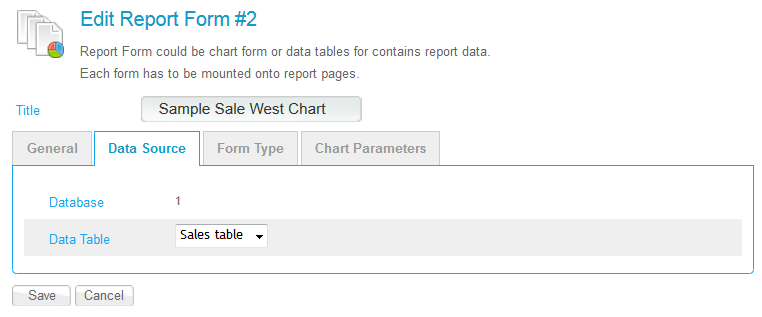 Edit Report Form #2
Report Form could be chart form or data tables for contains report data.
Each form has to be mounted onto report pages.
Title Sample Sale West Chart
General Data Source Form Type Chart Parameters
Database 1
Data Table Sales table
Save Cancel